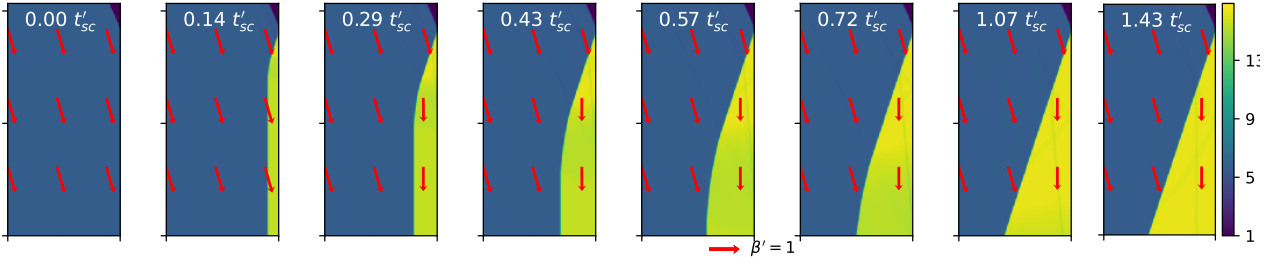 0.00 t′sc
0.14 t′sc
0.29 t′sc
0.43 t′sc
0.57 t′sc
0.72 t′sc
1.07 t′sc
1.43 t′sc
13
9
5
1
β′ = 1